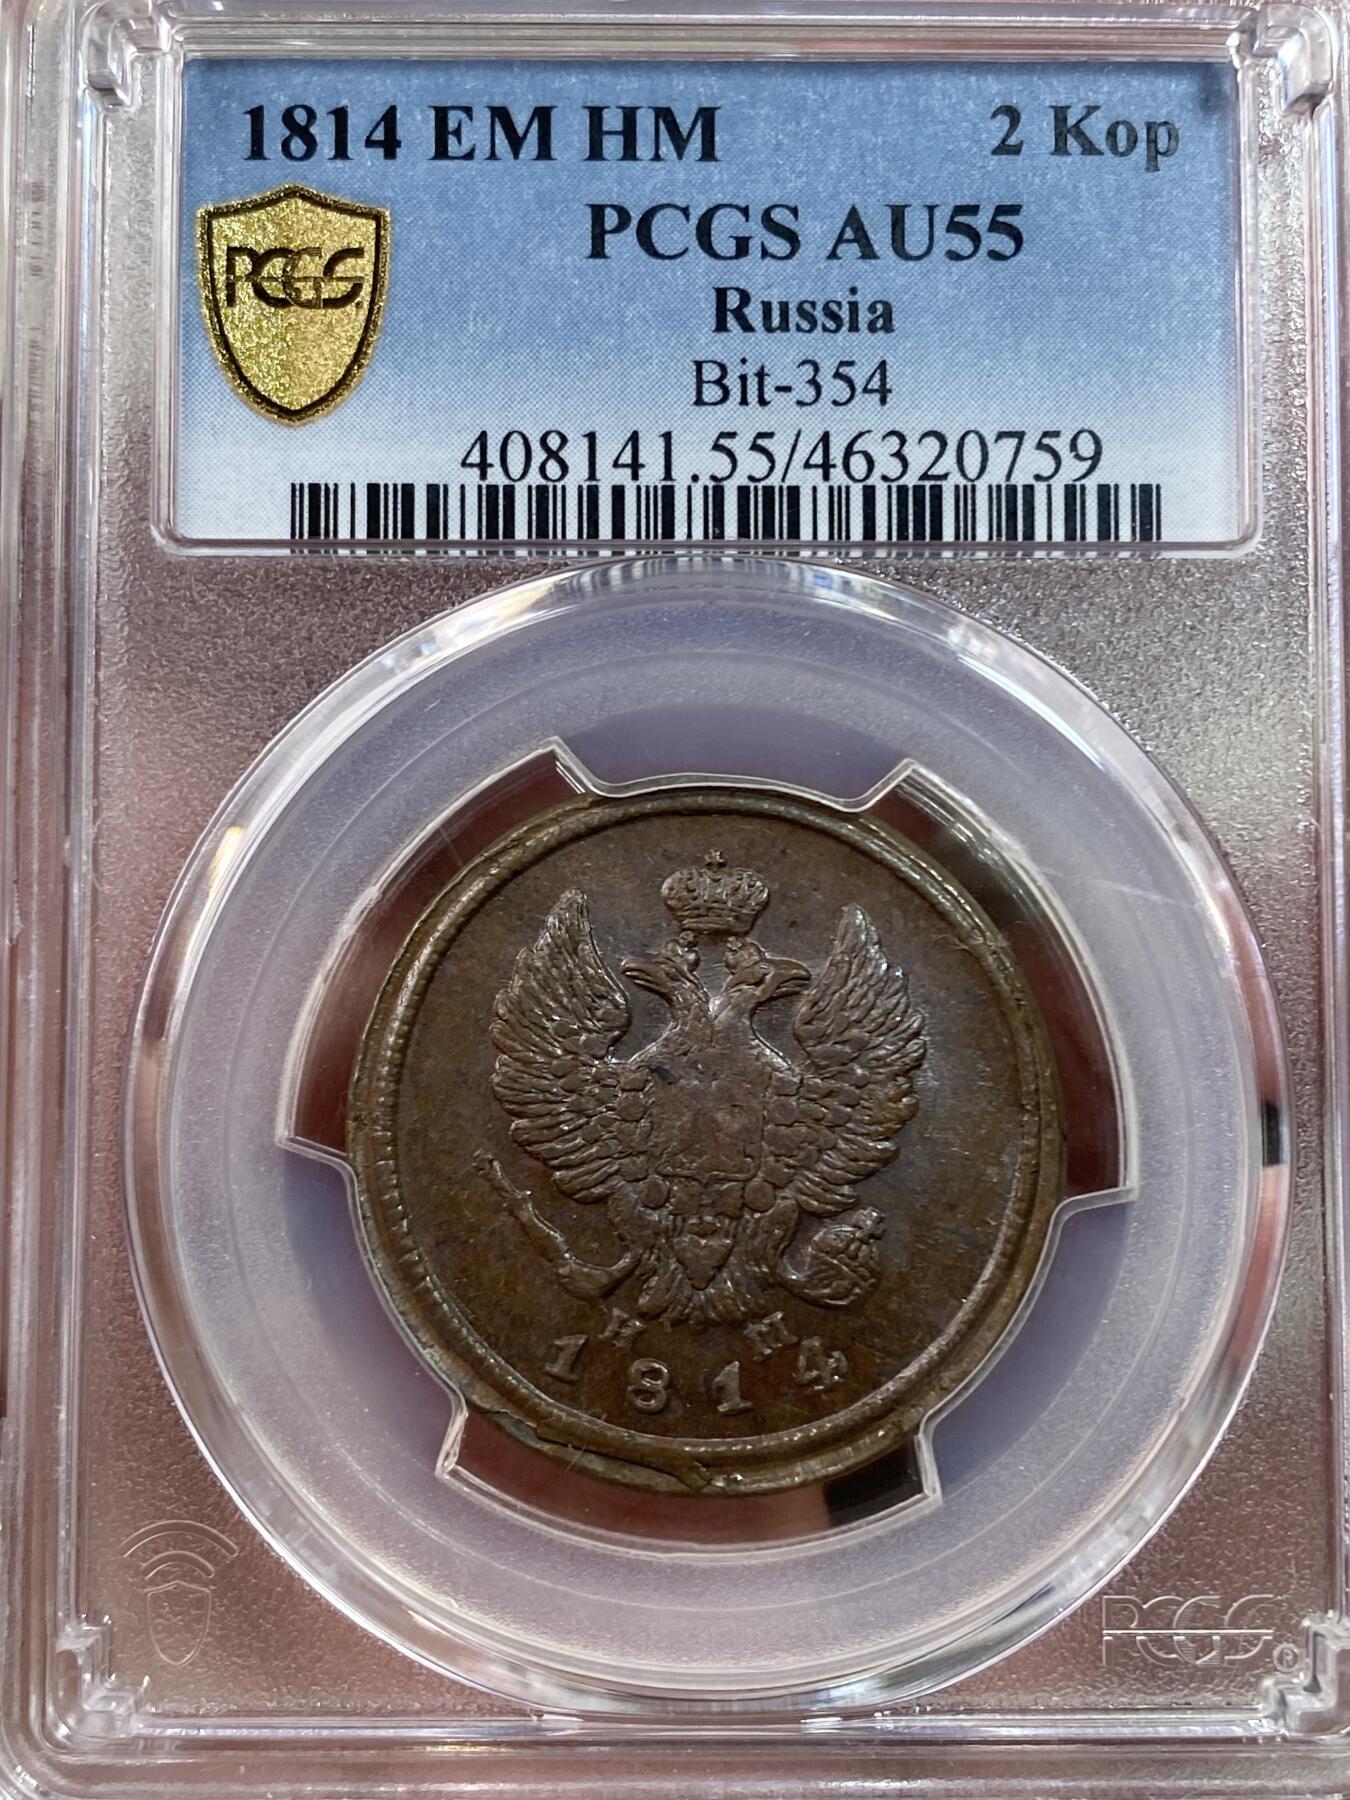 1814 EM HM 2 Kop
PCGS AU55
PCGS
Russia
Bit-354
408141.55/46320759
Н М
1814
PCGS